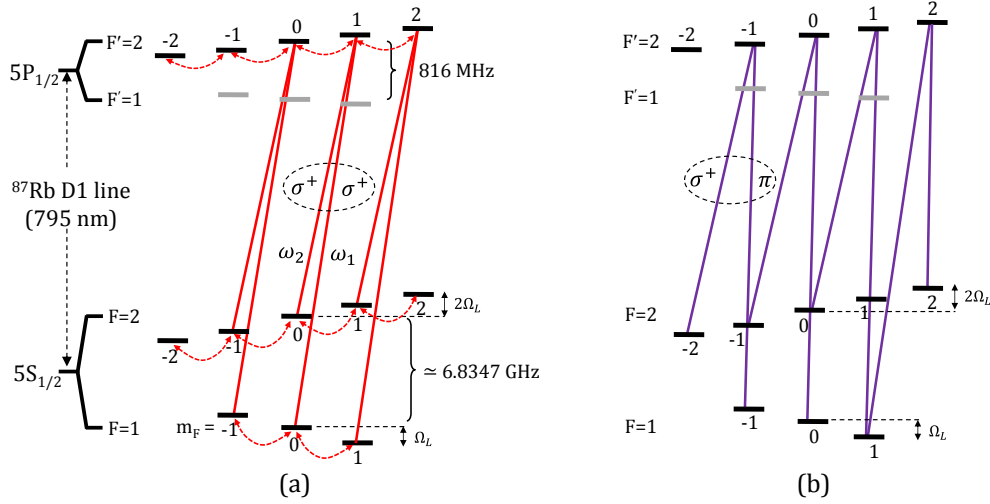 0
1
2
-2
-1
F′=2
5P1/2
F′=1
816 MHz
87Rb D1 line
(795 nm)
σ+
σ+
ω2
ω1
2ΩL
F=2
-2
-1
0
1
2
≃ 6.8347 GHz
5S1/2
F=1
mF =
-1
0
1
ΩL
(a)
-2
-1
0
1
2
F′=2
F′=1
σ+
π
F=2
-2
-1
0
1
2
2ΩL
F=1
-1
0
1
ΩL
(b)